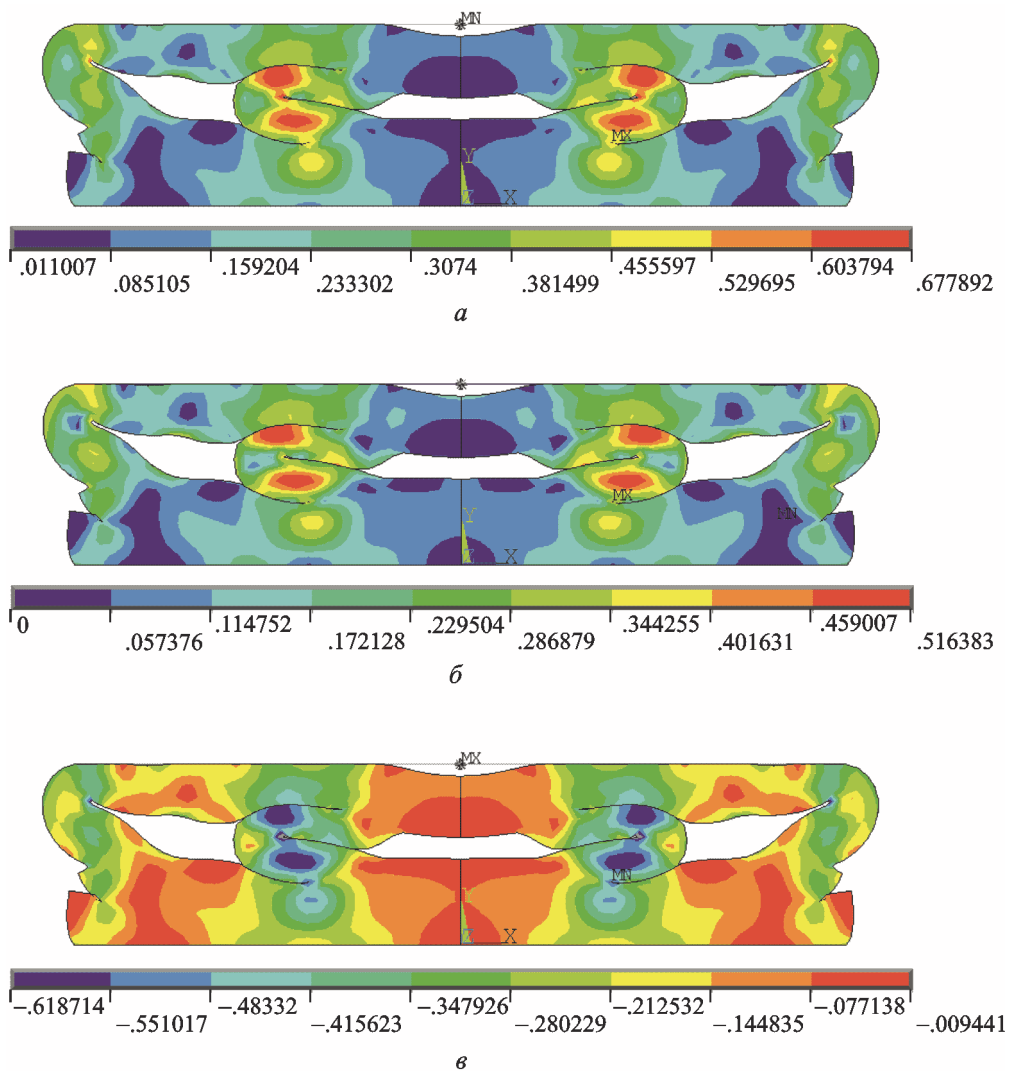 MN
MX
Y
Z X
.011007 .159204 .3074 .455597 .603794
.085105 .233302 .381499 .529695 .677892
а
MX
MN
Y
Z X
0 .114752 .229504 .344255 .459007
.057376 .172128 .286879 .401631 .516383
б
MX
MN
Y
Z X
–.618714 –.48332 –.347926 –.212532 –.077138
–.551017 –.415623 –.280229 –.144835 –.009441
в